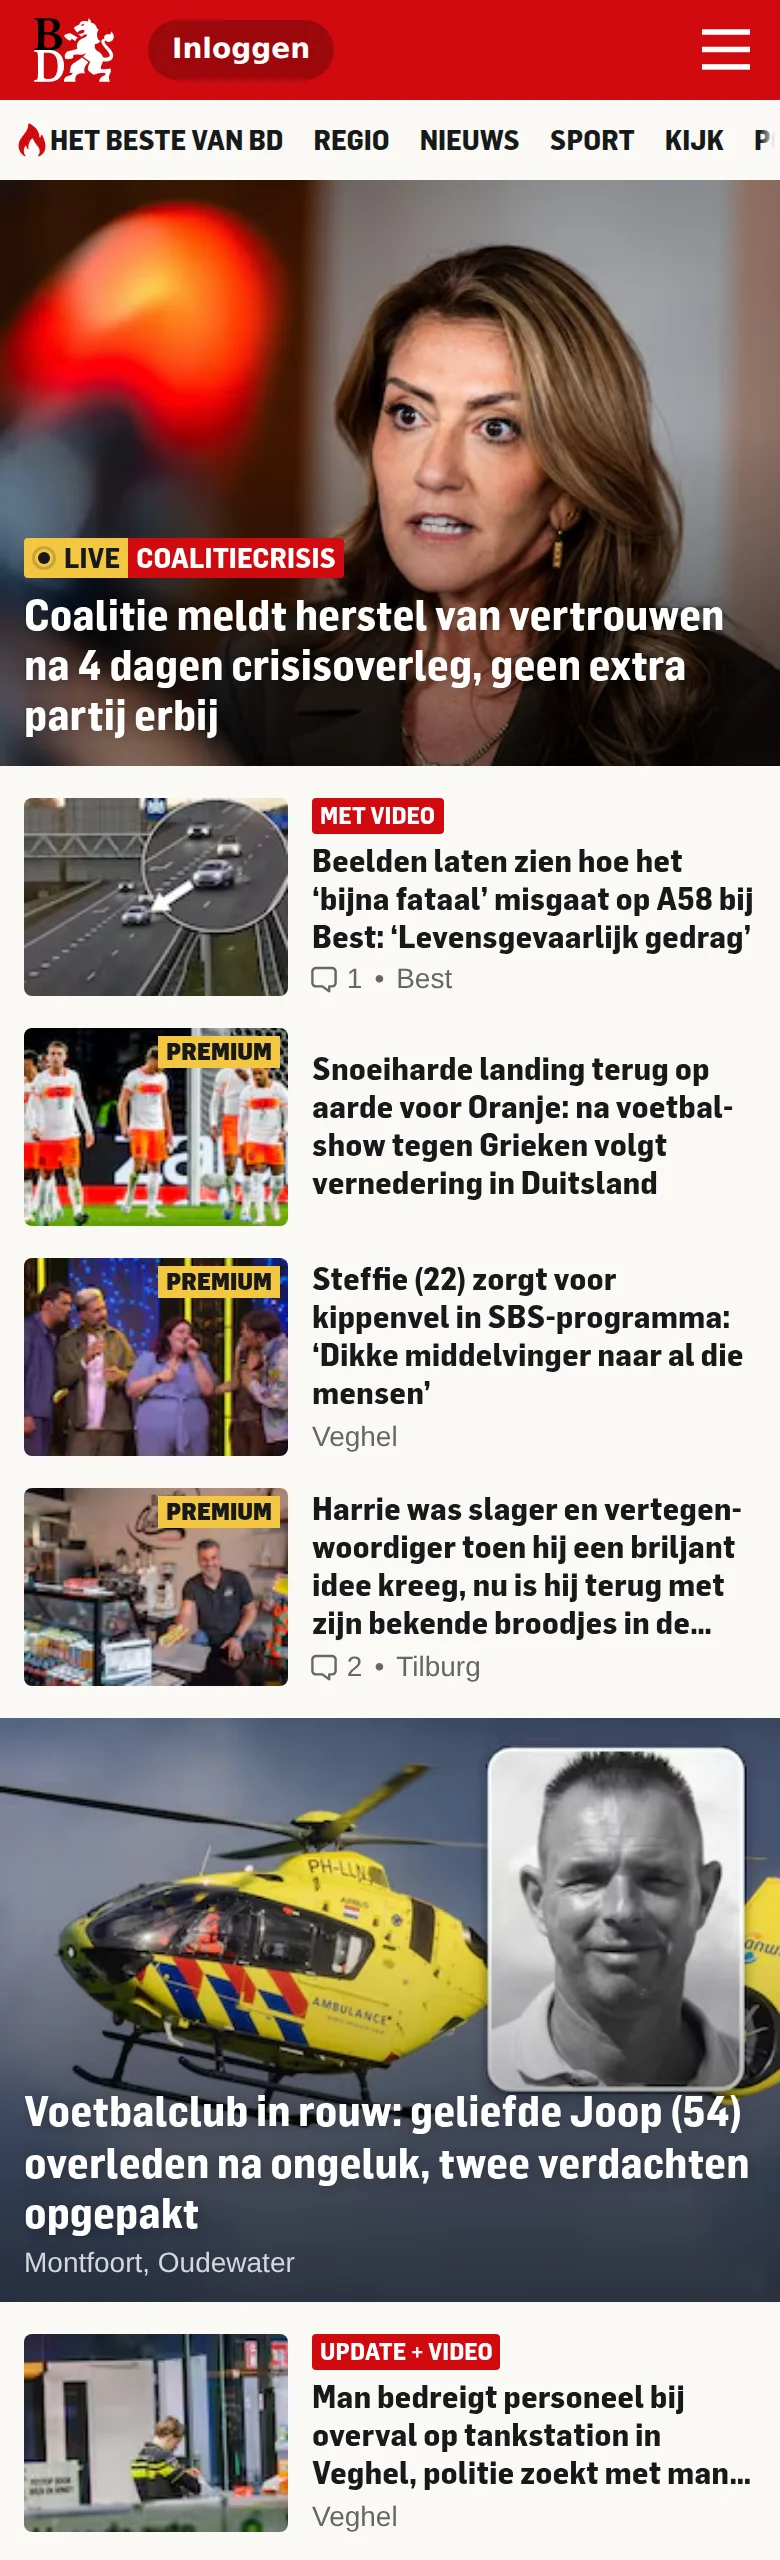 BD
Inloggen
HET BESTE VAN BD REGIO NIEUWS SPORT KIJK
LIVE COALITIECRISIS
Coalitie meldt herstel van vertrouwen
na 4 dagen crisisoverleg, geen extra
partij erbij
MET VIDEO
Beelden laten zien hoe het
‘bijna fataal’ misgaat op A58 bij
Best: ‘Levensgevaarlijk gedrag’
1 • Best
PREMIUM
Snoeiharde landing terug op
aarde voor Oranje: na voetbal-
show tegen Grieken volgt
vernedering in Duitsland
PREMIUM
Steffie (22) zorgt voor
kippenvel in SBS-programma:
‘Dikke middelvinger naar al die
mensen’
Veghel
PREMIUM
Harrie was slager en vertegen-
woordiger toen hij een briljant
idee kreeg, nu is hij terug met
zijn bekende broodjes in de...
2 • Tilburg
PH-LLN
AMBULANCE
anw
Voetbalclub in rouw: geliefde Joop (54)
overleden na ongeluk, twee verdachten
opgepakt
Montfoort, Oudewater
UPDATE + VIDEO
Man bedreigt personeel bij
overval op tankstation in
Veghel, politie zoekt met man...
Veghel